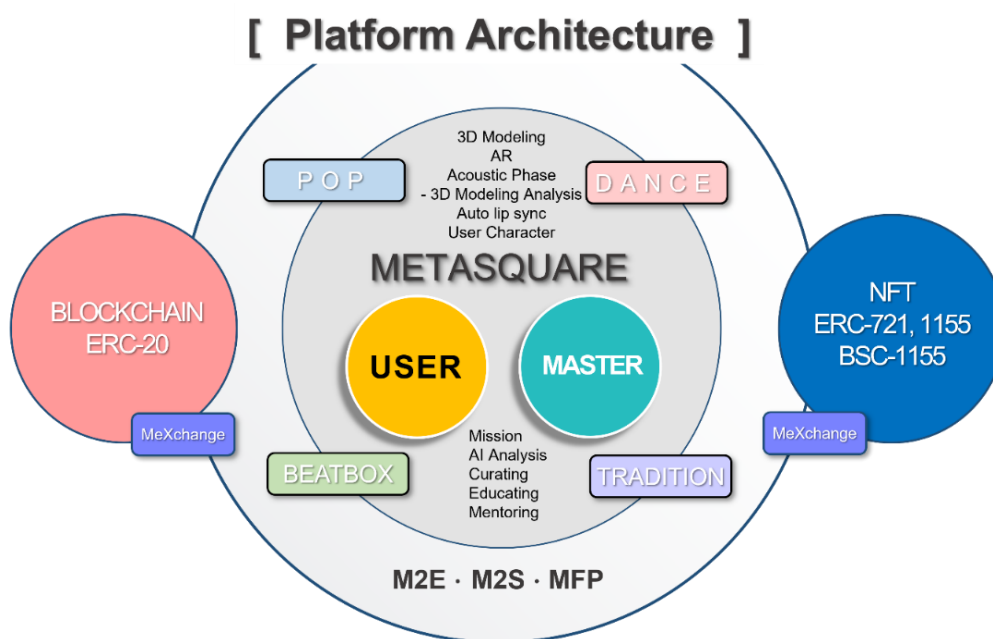 [ Platform Architecture ]
3D Modeling
AR
Acoustic Phase
- 3D Modeling Analysis
Auto lip sync
User Character
POP
DANCE
METASQUARE
BLOCKCHAIN
ERC-20
USER
MASTER
NFT
ERC-721, 1155
BSC-1155
MeXchange
MeXchange
Mission
AI Analysis
Curating
Educating
Mentoring
BEATBOX
TRADITION
M2E · M2S · MFP